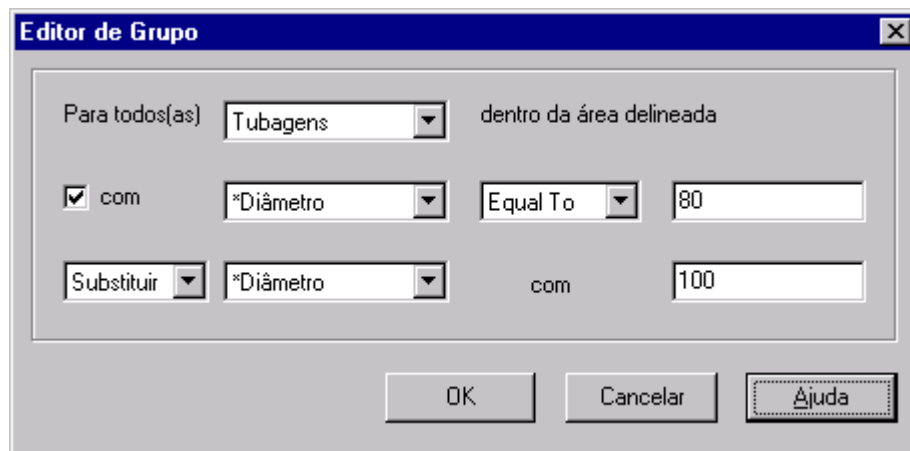 Editor de Grupo
Para todos(as) Tubagens dentro da área delineada
com *Diâmetro Equal To 80
Substituir *Diâmetro com 100
OK Cancelar Ajuda